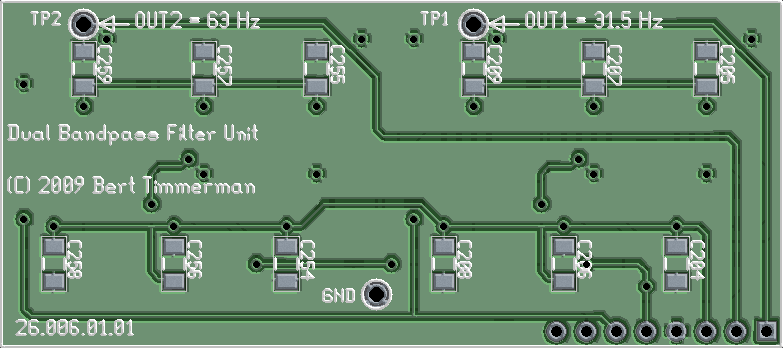 TP2 OUT2 = 63 Hz TP1 OUT1 = 31.5 Hz
C259 C257 C255 C209 C207 C205
Dual Bandpass Filter Unit
(C) 2009 Bert Timmerman
C258 C256 C254 C208 C206 C204
GND
26.006.01.01